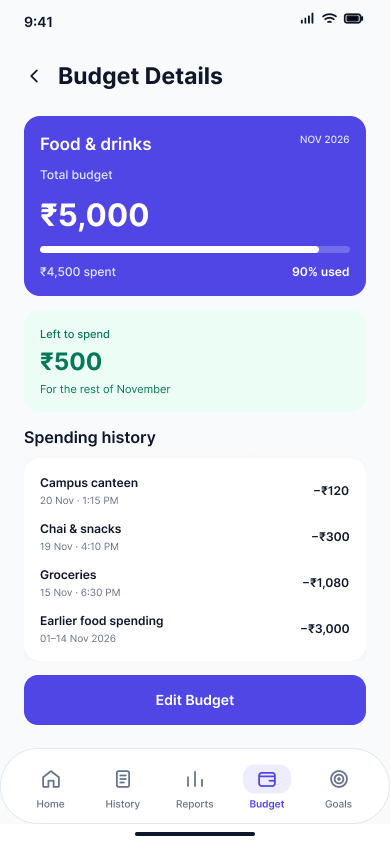 9:41
Budget Details
Food & drinks
NOV 2026
Total budget
₹5,000
₹4,500 spent
90% used
Left to spend
₹500
For the rest of November
Spending history
Campus canteen
20 Nov · 1:15 PM
−₹120
Chai & snacks
19 Nov · 4:10 PM
−₹300
Groceries
15 Nov · 6:30 PM
−₹1,080
Earlier food spending
01–14 Nov 2026
−₹3,000
Edit Budget
Home
History
Reports
Budget
Goals